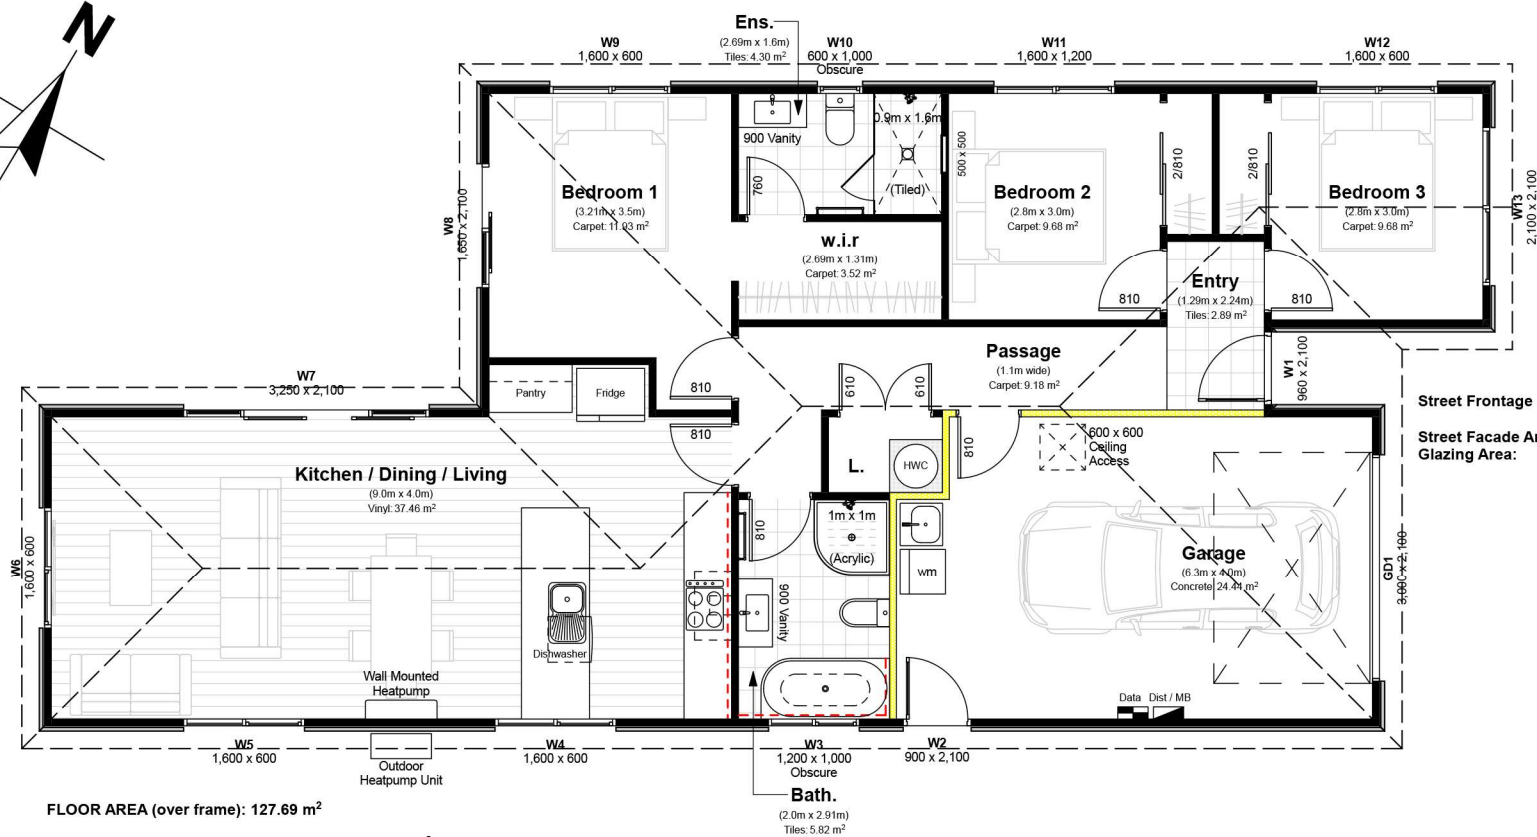 N
Ens.
(2.69m x 1.6m)
Tiles: 4.30 m²
W9
1,600 x 600
W10
600 x 1,000
Obscure
W11
1,600 x 1,200
W12
1,600 x 600
900 Vanity
0.9m x 1.6m
(Tiled)
760
500 x 500
2/810
2/810
W8
1,650 x 2,100
Bedroom 1
(3.21m x 3.5m)
Carpet: 11.93 m²
Bedroom 2
(2.8m x 3.0m)
Carpet: 9.68 m²
Bedroom 3
(2.8m x 3.0m)
Carpet: 9.68 m²
W13
2,100 x 2,100
w.i.r
(2.69m x 1.31m)
Carpet: 3.52 m²
Entry
(1.29m x 2.24m)
Tiles: 2.89 m²
810
810
Passage
(1.1m wide)
Carpet: 9.18 m²
W1
960 x 2,100
W7
3,250 x 2,100
Pantry
Fridge
810
810
610
610
810
Street Frontage
Street Facade Ar
Glazing Area:
600 x 600
Ceiling
Access
L.
HWC
Kitchen / Dining / Living
(9.0m x 4.0m)
Vinyl: 37.46 m²
W6
1,600 x 600
810
1m x 1m
(Acrylic)
wm
900 Vanity
Garage
(6.3m x 4.0m)
Concrete: 24.44 m²
GD1
3,000 x 2,100
Dishwasher
Wall Mounted
Heatpump
Data
Dist / MB
W5
1,600 x 600
Outdoor
Heatpump Unit
W4
1,600 x 600
W3
1,200 x 1,000
Obscure
W2
900 x 2,100
Bath.
(2.0m x 2.91m)
Tiles: 5.82 m²
FLOOR AREA (over frame): 127.69 m²